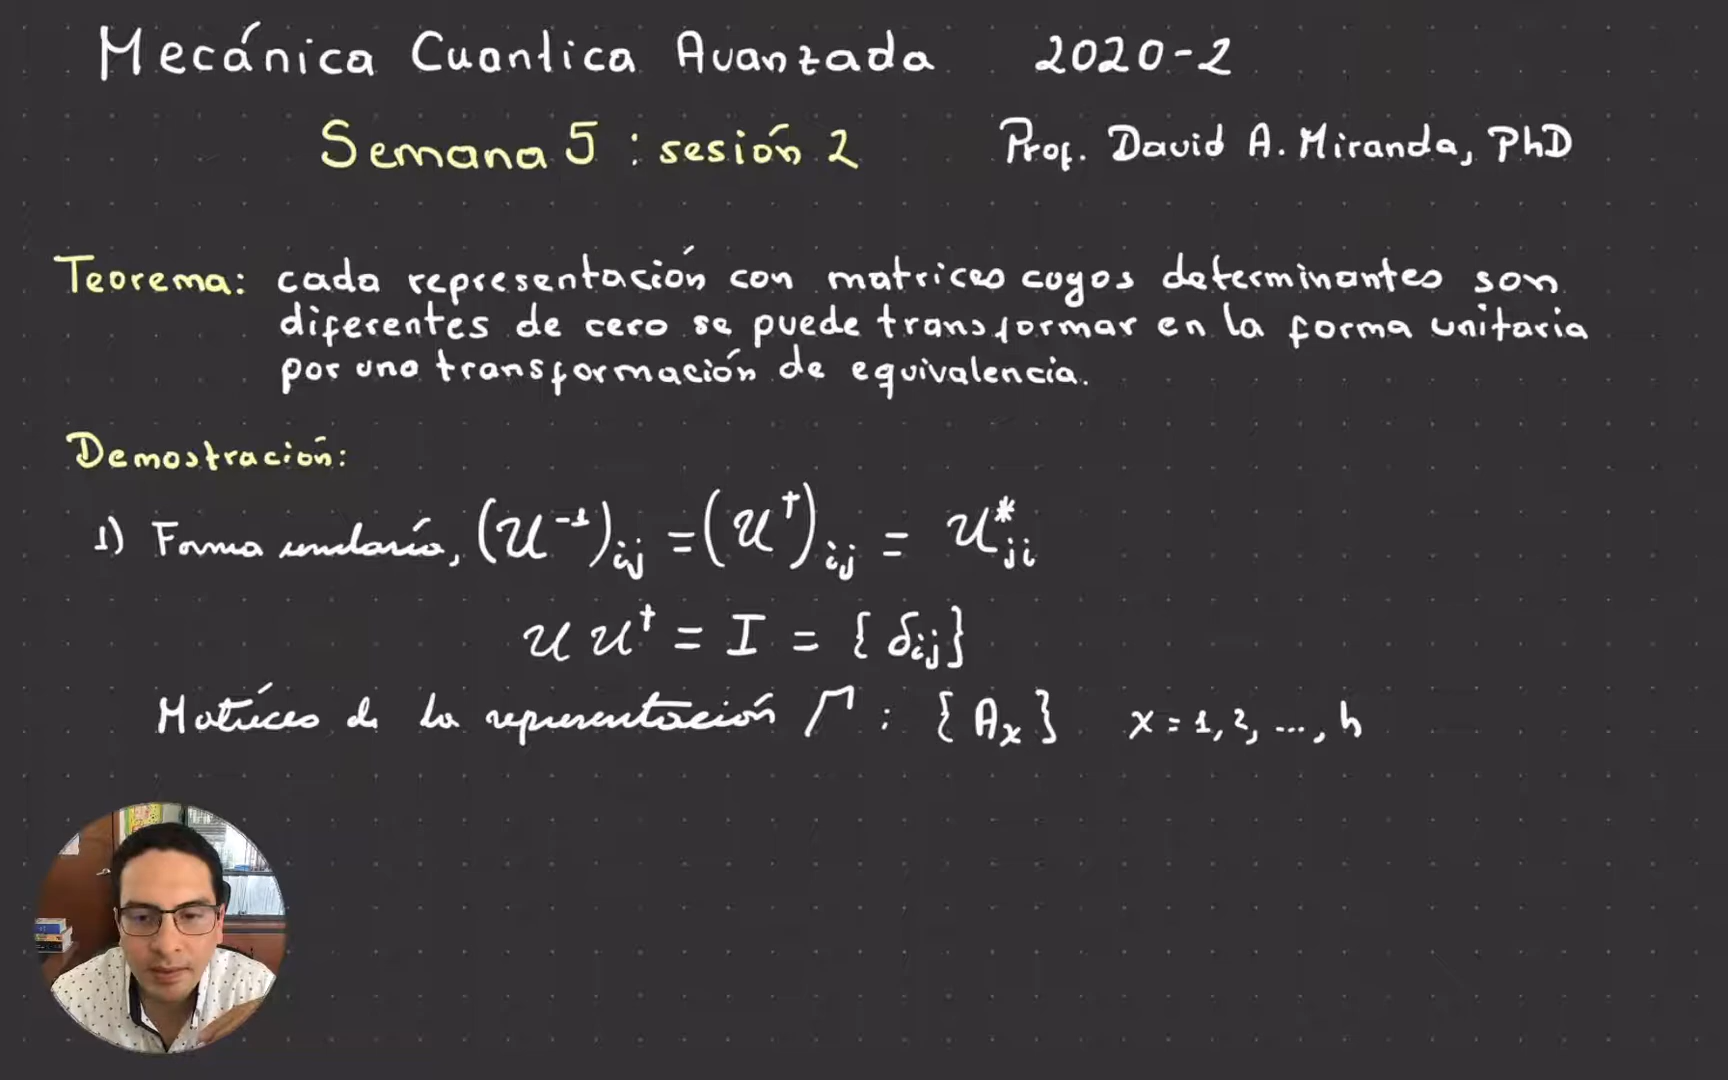 Mecánica Cuantica Avanzada 2020-2
Semana 5 : sesión 2 Prof. David A. Miranda, PhD
Teorema: cada representación con matrices cuyos determinantes son
diferentes de cero se puede transformar en la forma unitaria
por una transformación de equivalencia.
Demostración:
1) Forma unitaria, (U⁻¹)ij = (U†)ij = U*ji
U U† = I = { δij }
Matrices de la representación Γ : { Ax } x = 1, 2, ..., h